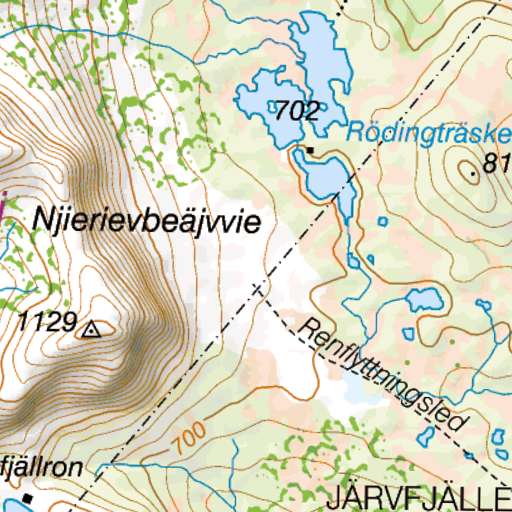 702
Rödingträske
81
Njierievbeäjvvie
1129
Renflyttningsled
700
fjällron
JÄRVFJÄLLE